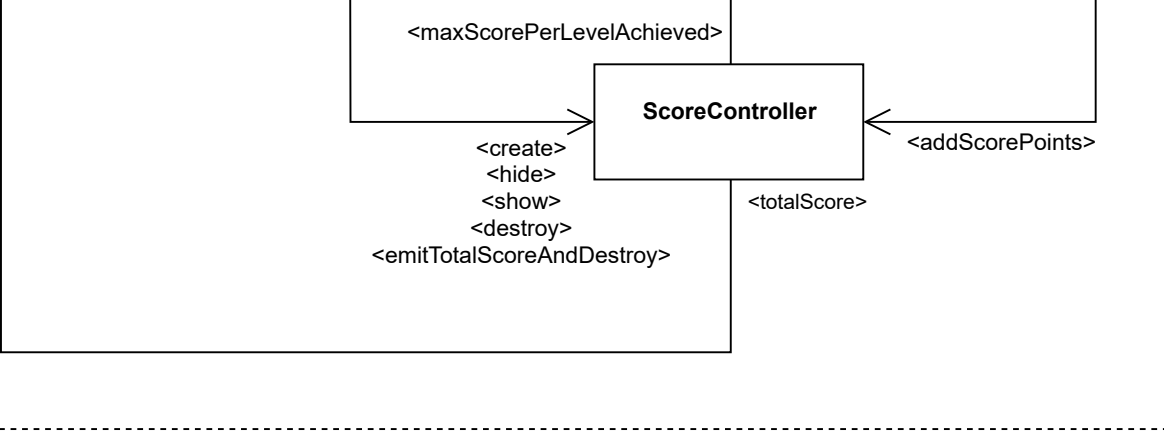 <maxScorePerLevelAchieved>
ScoreController
<addScorePoints>
<create>
<hide>
<show>
<destroy>
<emitTotalScoreAndDestroy>
<totalScore>